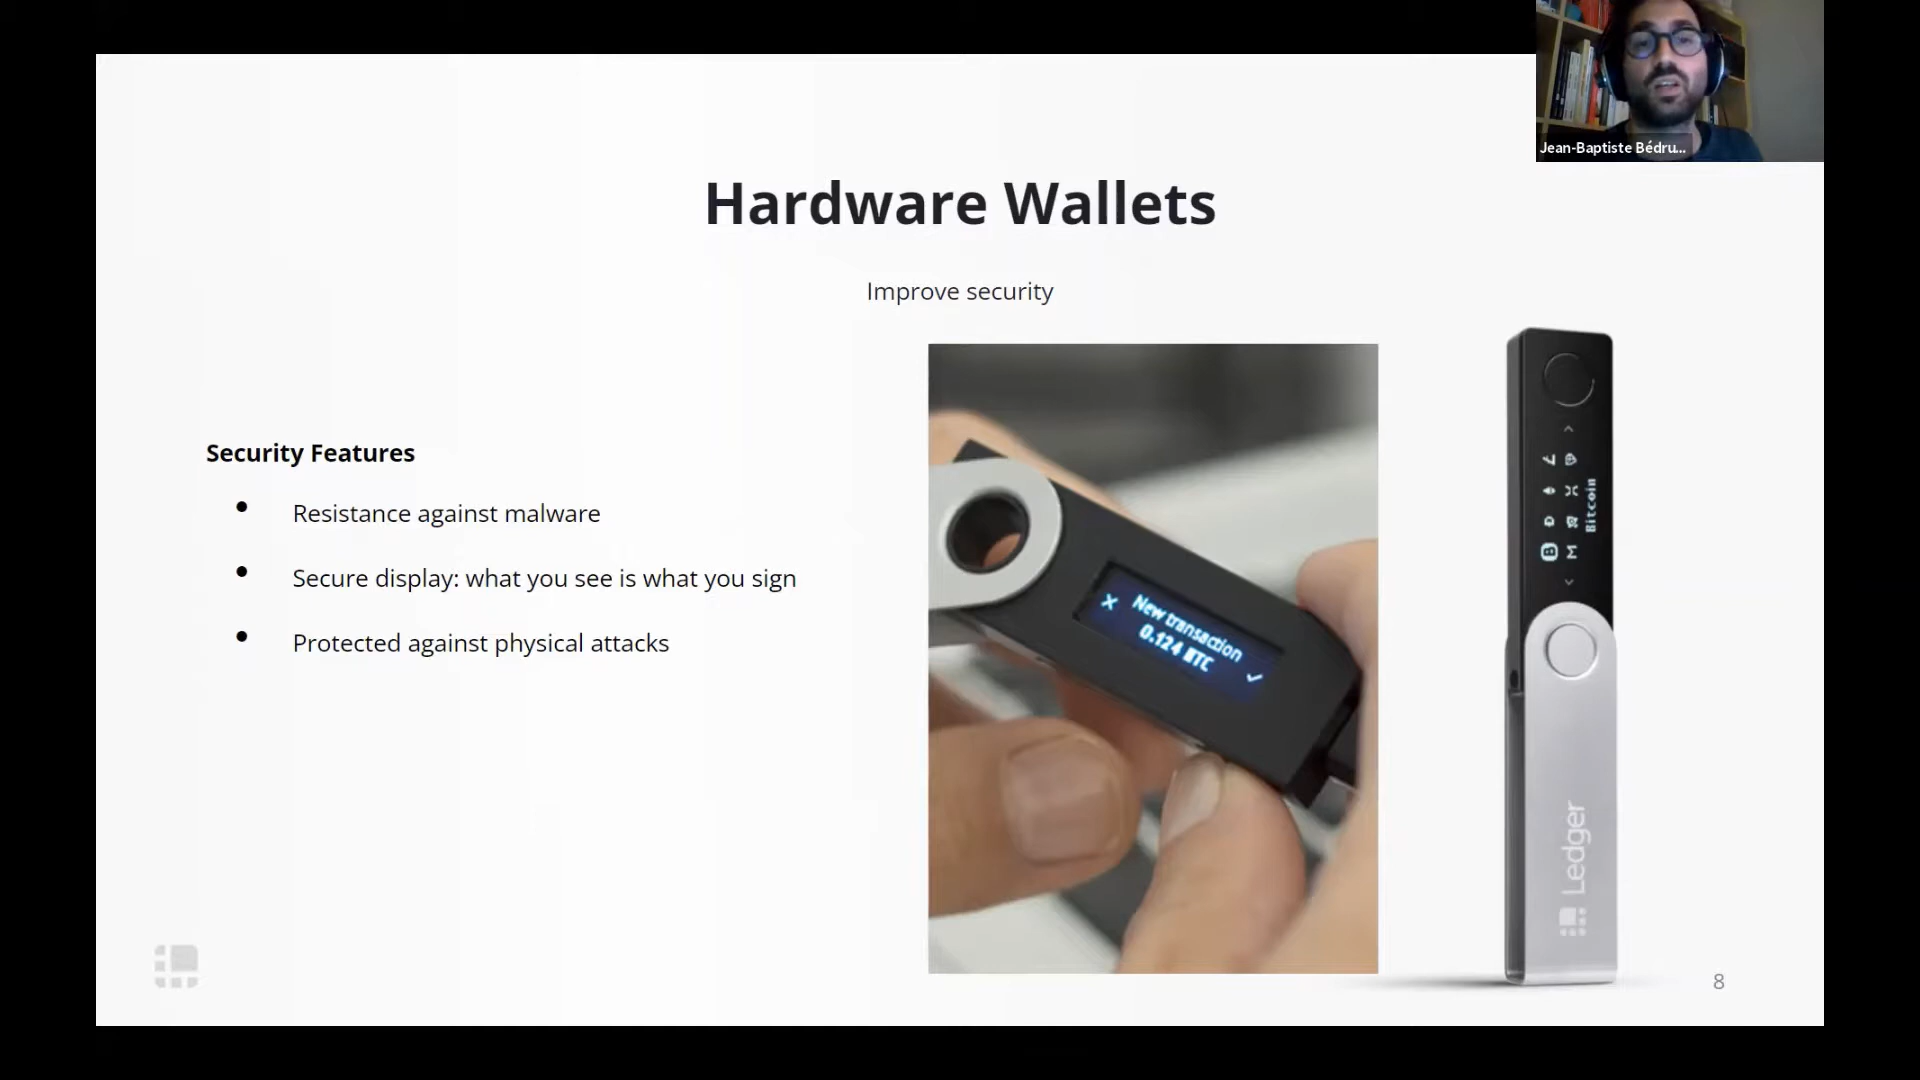 Jean-Baptiste Bédru...
Hardware Wallets
Improve security
Security Features
• Resistance against malware
• Secure display: what you see is what you sign
• Protected against physical attacks
New transaction
0.124 BTC
Bitcoin
Ledger
8